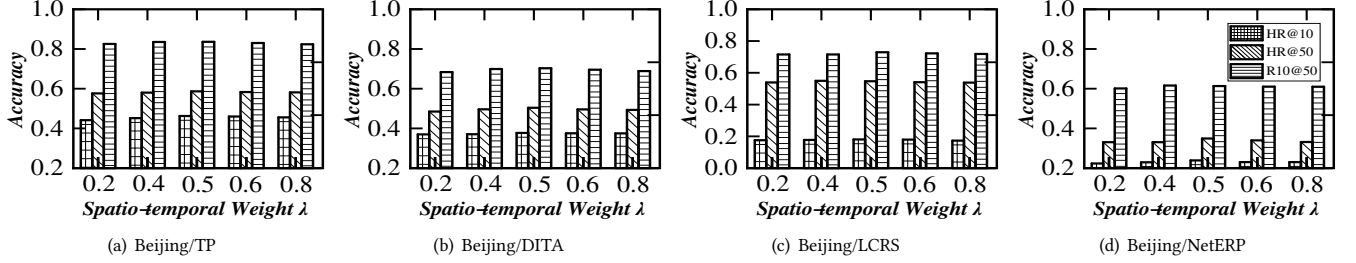 Accuracy
1.0
0.8
0.6
0.4
0.2
0.2 0.4 0.5 0.6 0.8
Spatio-temporal Weight λ
(a) Beijing/TP
Accuracy
1.0
0.8
0.6
0.4
0.2
0.2 0.4 0.5 0.6 0.8
Spatio-temporal Weight λ
(b) Beijing/DITA
Accuracy
1.0
0.8
0.6
0.4
0.2
0.0
0.2 0.4 0.5 0.6 0.8
Spatio-temporal Weight λ
(c) Beijing/LCRS
Accuracy
1.0
0.8
0.6
0.4
0.2
HR@10
HR@50
R10@50
0.2 0.4 0.5 0.6 0.8
Spatio-temporal Weight λ
(d) Beijing/NetERP